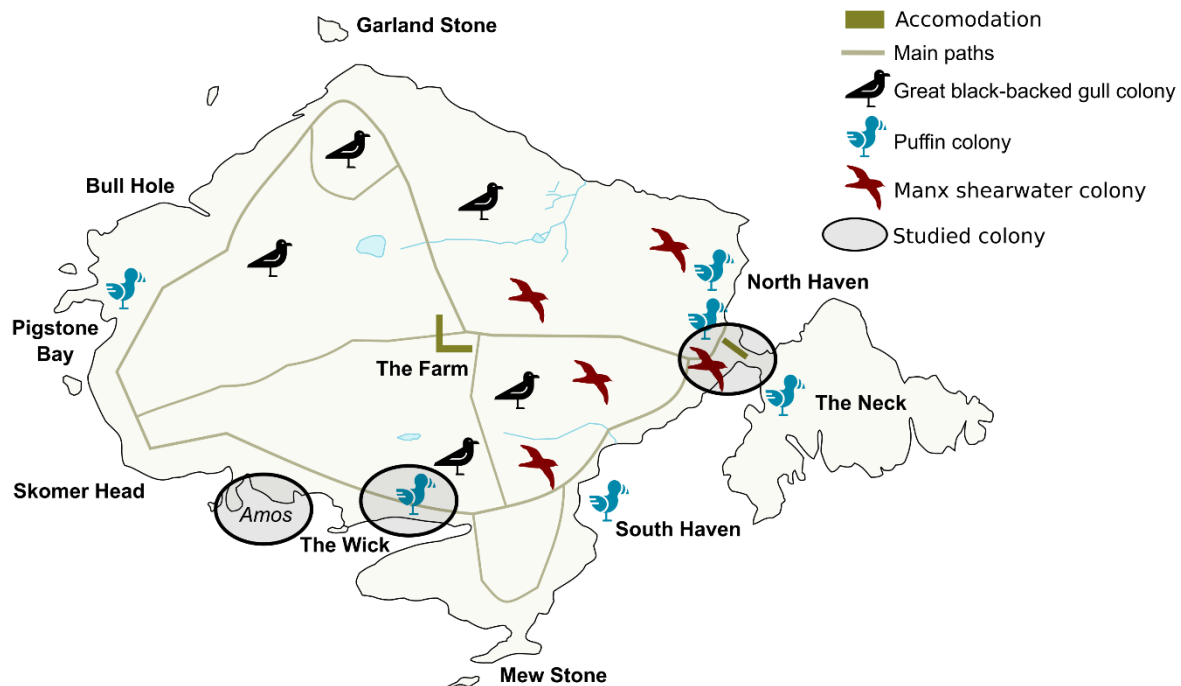 Garland Stone
Accomodation
Main paths
Great black-backed gull colony
Puffin colony
Manx shearwater colony
Studied colony
Bull Hole
North Haven
Pigstone
Bay
The Farm
The Neck
Skomer Head
Amos
The Wick
South Haven
Mew Stone